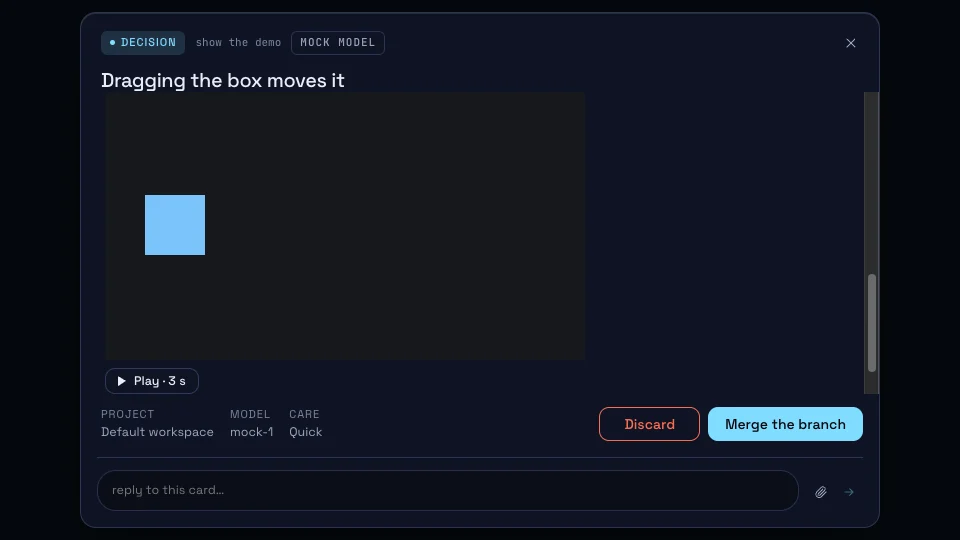 DECISION show the demo MOCK MODEL
Dragging the box moves it
Play · 3 s
PROJECT MODEL CARE
Default workspace mock-1 Quick
Discard Merge the branch
reply to this card…